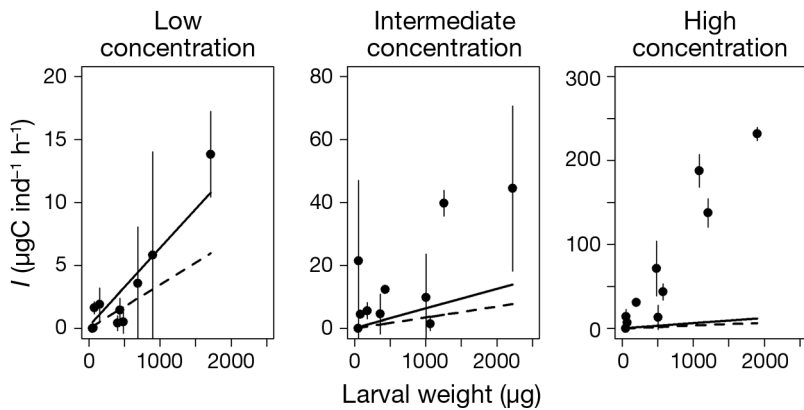 Low
concentration
Intermediate
concentration
High
concentration
I (µgC ind⁻¹ h⁻¹)
20
15
10
5
0
80
60
40
20
0
300
200
100
0
0 1000 2000
0 1000 2000
0 1000 2000
Larval weight (µg)